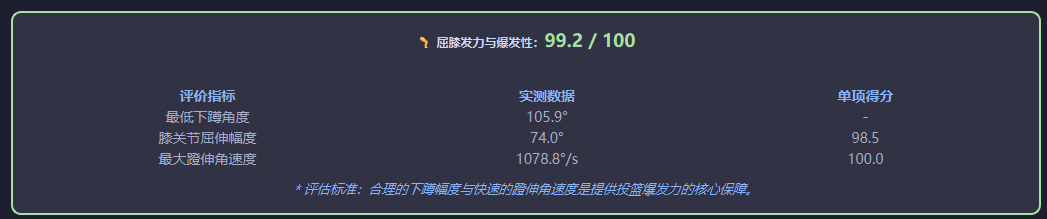 屈膝发力与爆发性：99.2 / 100
评价指标 实测数据 单项得分
最低下蹲角度 105.9° -
膝关节屈伸幅度 74.0° 98.5
最大蹬伸角速度 1078.8°/s 100.0
* 评估标准：合理的下蹲幅度与快速的蹬伸角速度是提供投篮爆发力的核心保障。